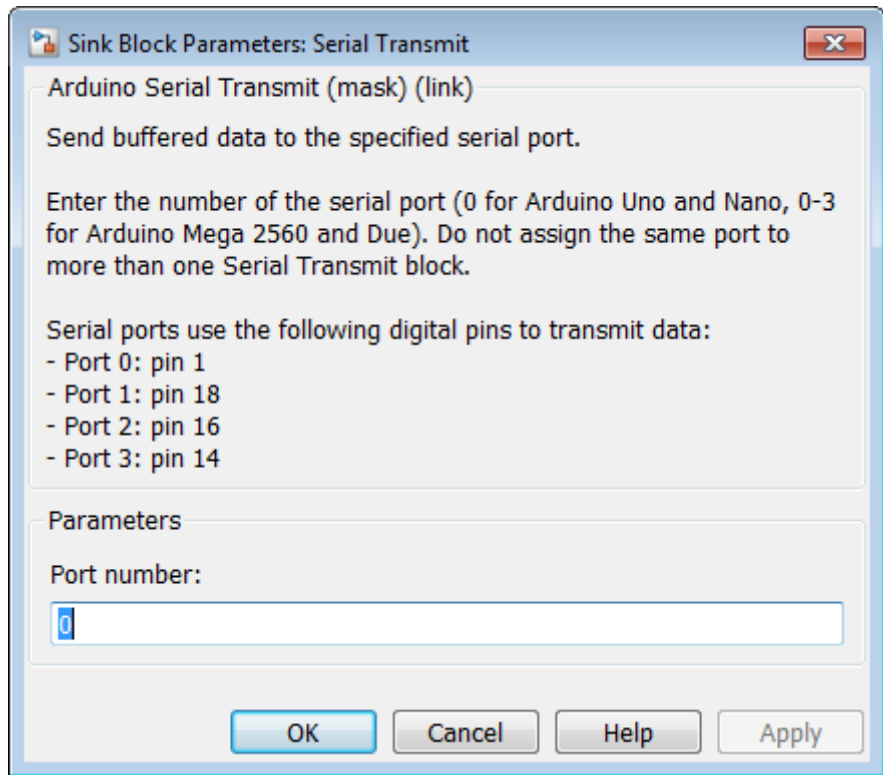 Sink Block Parameters: Serial Transmit
Arduino Serial Transmit (mask) (link)
Send buffered data to the specified serial port.
Enter the number of the serial port (0 for Arduino Uno and Nano, 0-3
for Arduino Mega 2560 and Due). Do not assign the same port to
more than one Serial Transmit block.
Serial ports use the following digital pins to transmit data:
- Port 0: pin 1
- Port 1: pin 18
- Port 2: pin 16
- Port 3: pin 14
Parameters
Port number:
0
OK Cancel Help Apply